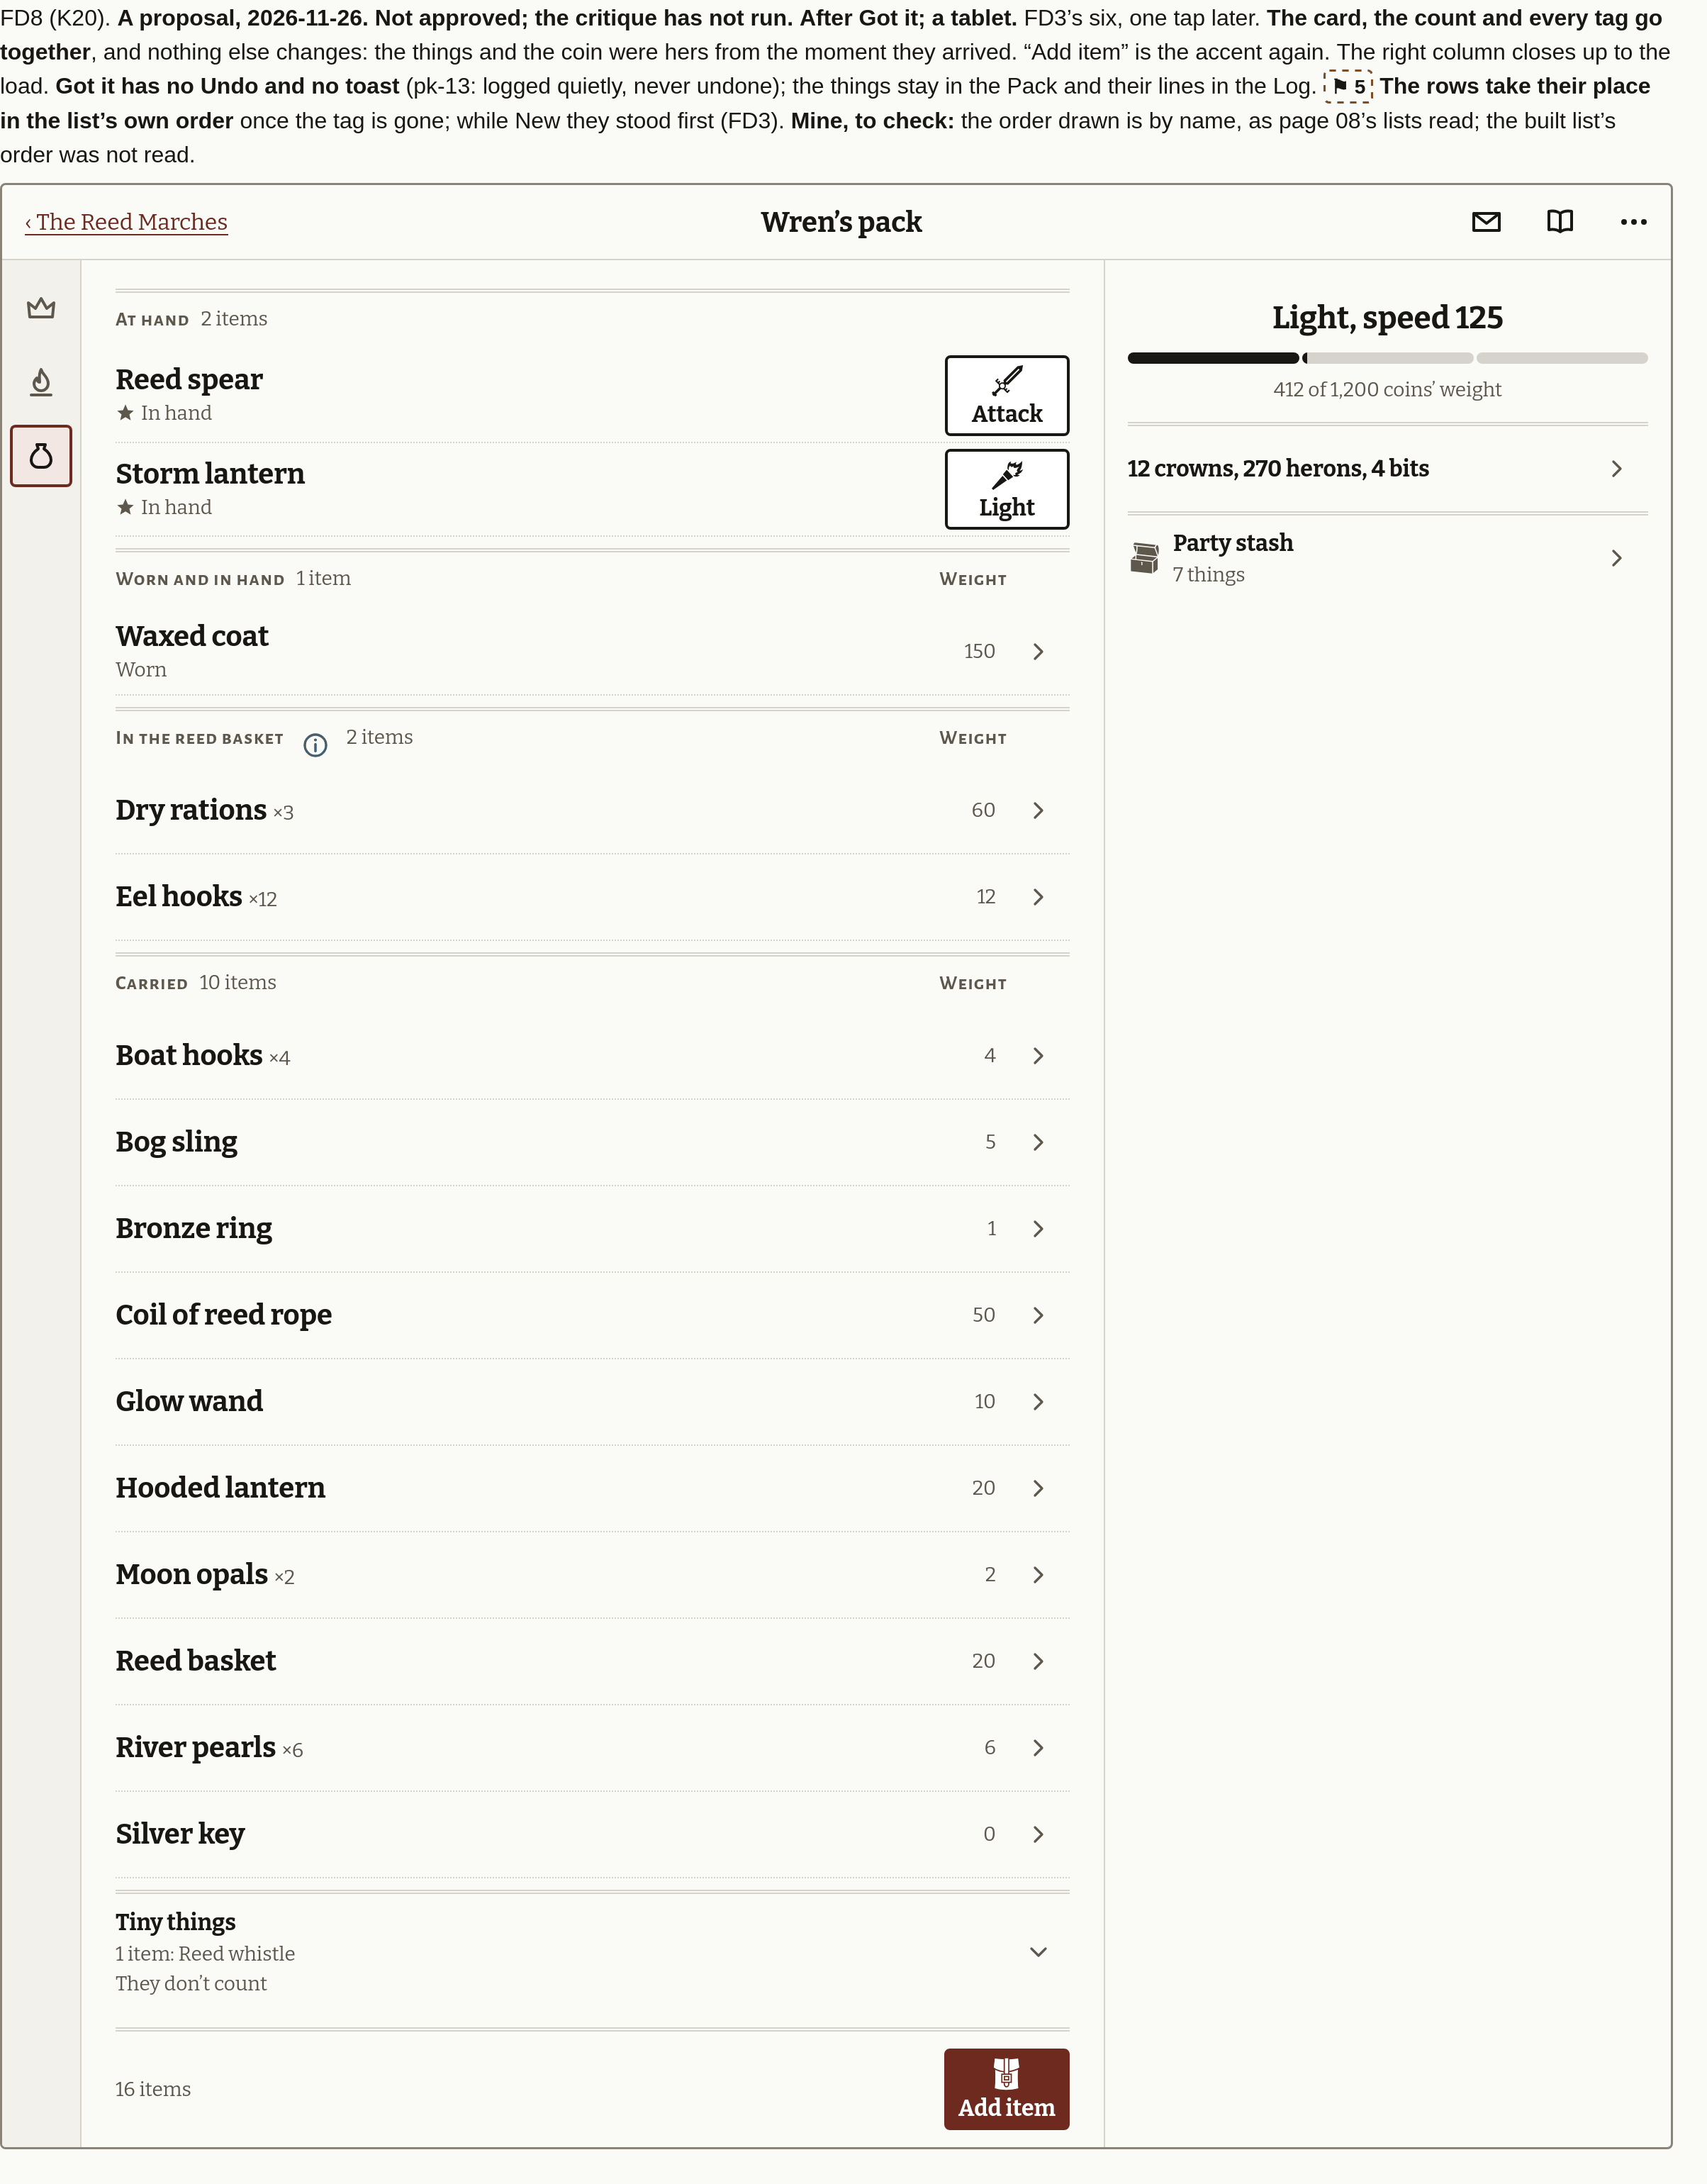 FD8 (K20). A proposal, 2026-11-26. Not approved; the critique has not run. After Got it; a tablet. FD3’s six, one tap later. The card, the count and every tag go
together, and nothing else changes: the things and the coin were hers from the moment they arrived. “Add item” is the accent again. The right column closes up to the
load. Got it has no Undo and no toast (pk-13: logged quietly, never undone); the things stay in the Pack and their lines in the Log. ⚑ 5 The rows take their place
in the list’s own order once the tag is gone; while New they stood first (FD3). Mine, to check: the order drawn is by name, as page 08’s lists read; the built list’s
order was not read.
‹ The Reed Marches
Wren’s pack
At hand 2 items
Reed spear
★ In hand
Attack
Storm lantern
★ In hand
Light
Worn and in hand 1 item Weight
Waxed coat
Worn
150
In the reed basket 2 items Weight
Dry rations ×3 60
Eel hooks ×12 12
Carried 10 items Weight
Boat hooks ×4 4
Bog sling 5
Bronze ring 1
Coil of reed rope 50
Glow wand 10
Hooded lantern 20
Moon opals ×2 2
Reed basket 20
River pearls ×6 6
Silver key 0
Tiny things
1 item: Reed whistle
They don’t count
16 items
Add item
Light, speed 125
412 of 1,200 coins’ weight
12 crowns, 270 herons, 4 bits
Party stash
7 things